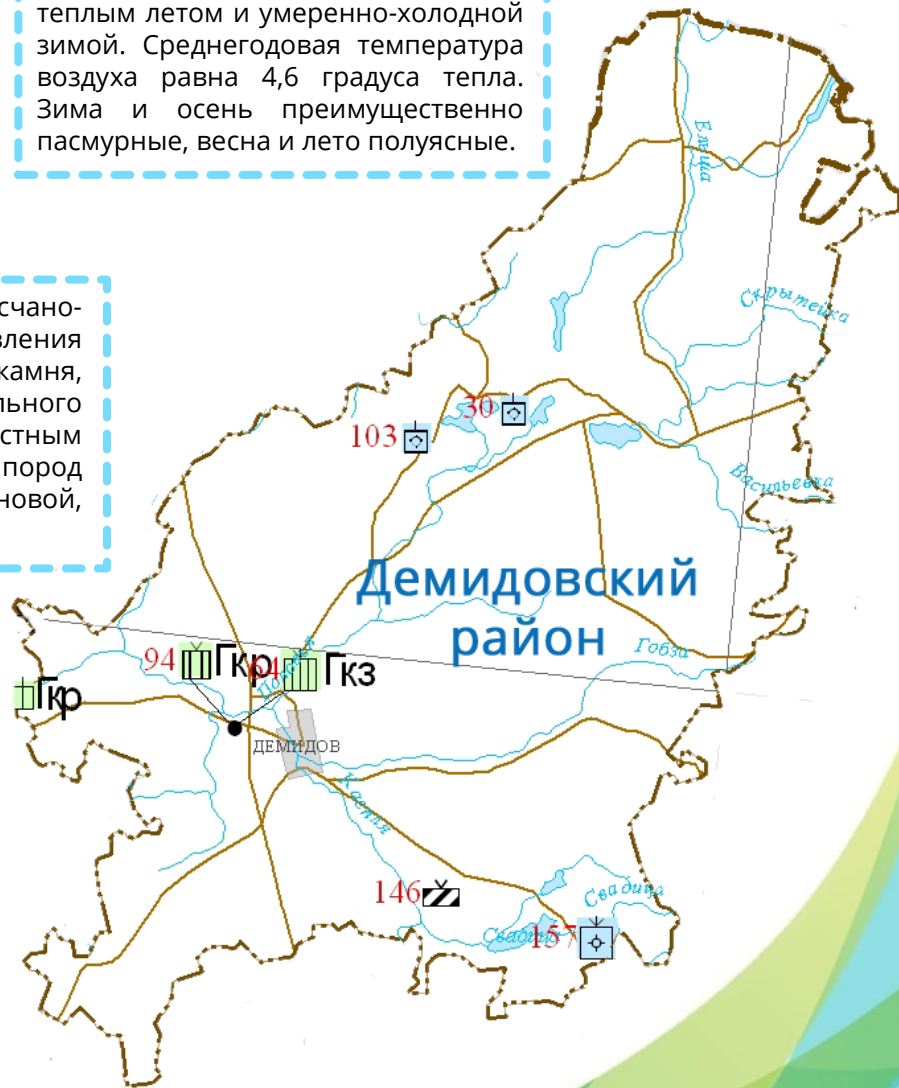 теплым летом и умеренно-холодной
зимой. Среднегодовая температура
воздуха равна 4,6 градуса тепла.
Зима и осень преимущественно
пасмурные, весна и лето полуясные.
счано-
вления
камня,
льного
стным
пород
новой,
Ельша
Скрытейка
30
103
Васильевка
Демидовский
район
Гобза
94
Гкр
64
Гкз
Половья
Гкр
ДЕМИДОВ
Каспля
146
Свадица
157